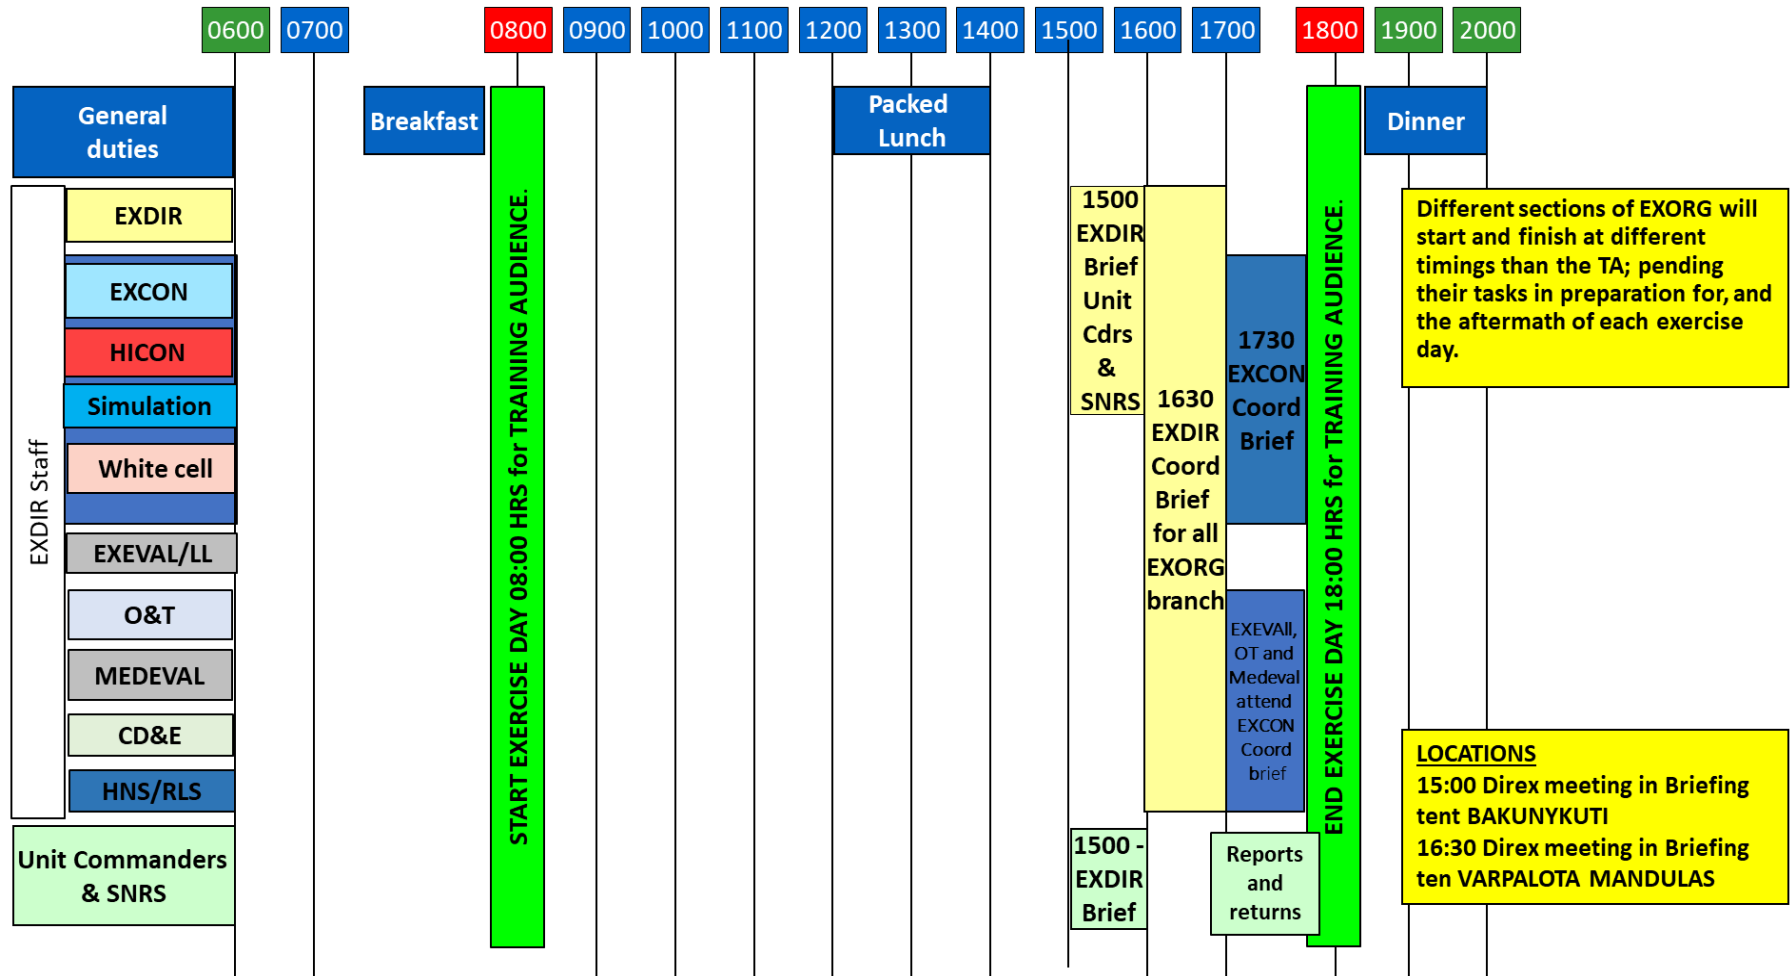 0600 0700 0800 0900 1000 1100 1200 1300 1400 1500 1600 1700 1800 1900 2000
General
duties
Breakfast
Packed
Lunch
Dinner
EXDIR Staff
EXDIR
EXCON
HICON
Simulation
White cell
EXEVAL/LL
O&T
MEDEVAL
CD&E
HNS/RLS
Unit Commanders
& SNRS
START EXERCISE DAY 08:00 HRS for TRAINING AUDIENCE.
1500
EXDIR
Brief
Unit
Cdrs
&
SNRS
1500 -
EXDIR
Brief
1630
EXDIR
Coord
Brief
for all
EXORG
branch
1730
EXCON
Coord
Brief
EXEVAll,
OT and
Medeval
attend
EXCON
Coord
brief
Reports
and
returns
END EXERCISE DAY 18:00 HRS for TRAINING AUDIENCE.
Different sections of EXORG will
start and finish at different
timings than the TA; pending
their tasks in preparation for, and
the aftermath of each exercise
day.
LOCATIONS
15:00 Direx meeting in Briefing
tent BAKUNYKUTI
16:30 Direx meeting in Briefing
ten VARPALOTA MANDULAS